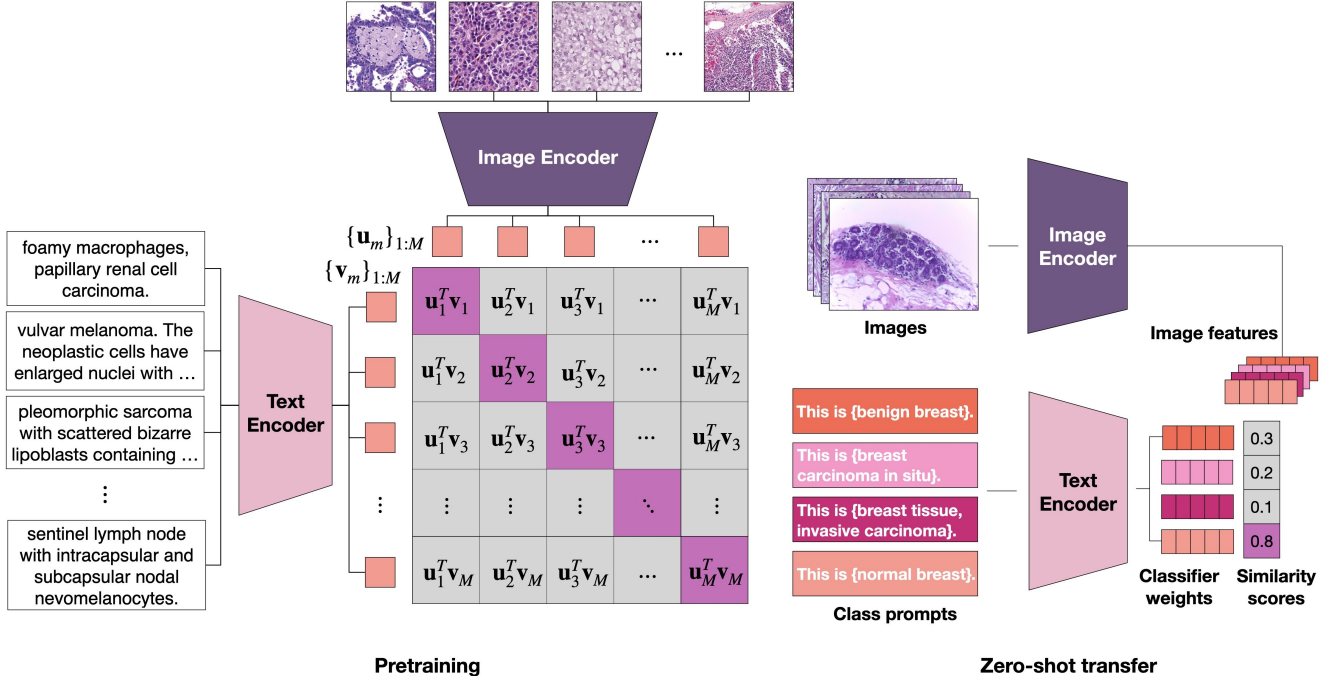 ...
Image Encoder
{u_m}_{1:M}
...
{v_m}_{1:M}
foamy macrophages,
papillary renal cell
carcinoma.
vulvar melanoma. The
neoplastic cells have
enlarged nuclei with ...
pleomorphic sarcoma
with scattered bizarre
lipoblasts containing ...
⋮
sentinel lymph node
with intracapsular and
subcapsular nodal
nevomelanocytes.
Text
Encoder
⋮
u_1^T v_1 u_2^T v_1 u_3^T v_1 ... u_M^T v_1
u_1^T v_2 u_2^T v_2 u_3^T v_2 ... u_M^T v_2
u_1^T v_3 u_2^T v_3 u_3^T v_3 ... u_M^T v_3
⋮ ⋮ ⋮ ⋱ ⋮
u_1^T v_M u_2^T v_M u_3^T v_M ... u_M^T v_M
Pretraining
Images
Image
Encoder
Image features
This is {benign breast}.
This is {breast
carcinoma in situ}.
This is {breast tissue,
invasive carcinoma}.
This is {normal breast}.
Class prompts
Text
Encoder
0.3
0.2
0.1
0.8
Classifier
weights
Similarity
scores
Zero-shot transfer